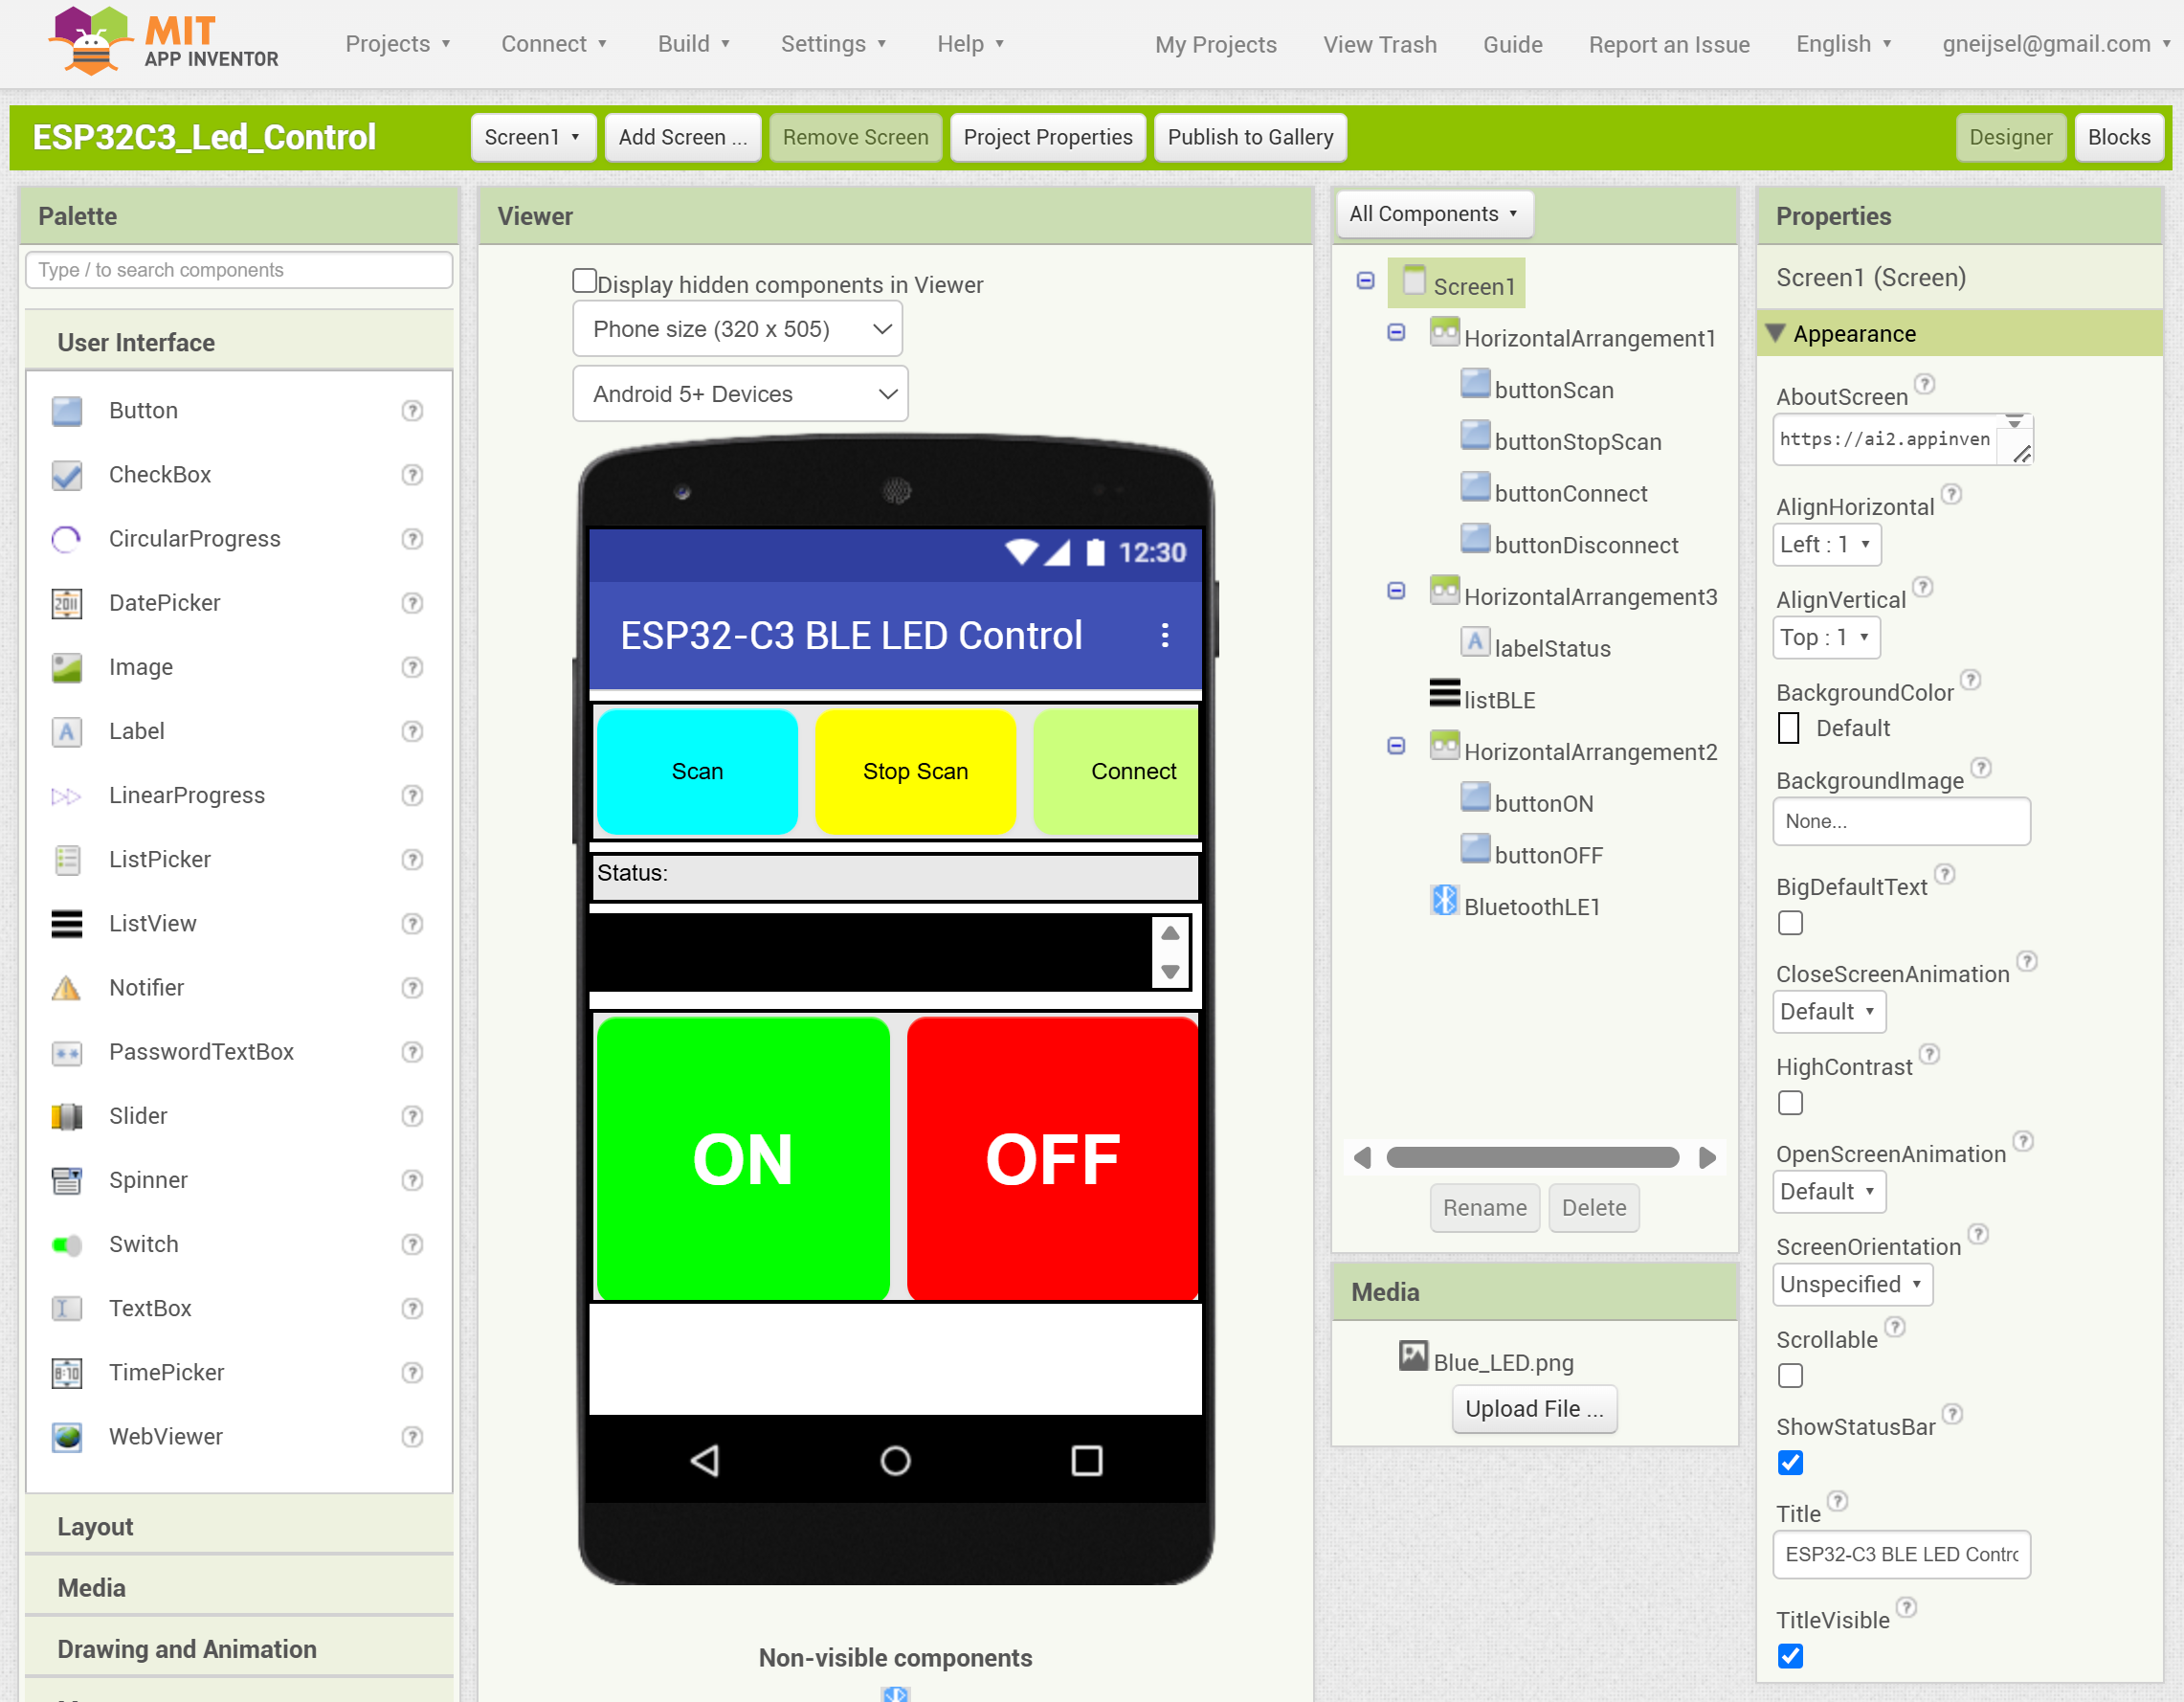 MIT
APP INVENTOR
Projects
Connect
Build
Settings
Help
My Projects
View Trash
Guide
Report an Issue
English
gneijsel@gmail.com
ESP32C3_Led_Control
Screen1
Add Screen ...
Remove Screen
Project Properties
Publish to Gallery
Designer
Blocks
Palette
Type / to search components
User Interface
Button
CheckBox
CircularProgress
DatePicker
Image
Label
LinearProgress
ListPicker
ListView
Notifier
PasswordTextBox
Slider
Spinner
Switch
TextBox
TimePicker
WebViewer
Layout
Media
Drawing and Animation
Viewer
Display hidden components in Viewer
Phone size (320 x 505)
Android 5+ Devices
12:30
ESP32-C3 BLE LED Control
Scan
Stop Scan
Connect
Status:
ON
OFF
Non-visible components
All Components
Screen1
HorizontalArrangement1
buttonScan
buttonStopScan
buttonConnect
buttonDisconnect
HorizontalArrangement3
labelStatus
listBLE
HorizontalArrangement2
buttonON
buttonOFF
BluetoothLE1
Rename
Delete
Media
Blue_LED.png
Upload File ...
Properties
Screen1 (Screen)
Appearance
AboutScreen
https://ai2.appinven
AlignHorizontal
Left : 1
AlignVertical
Top : 1
BackgroundColor
Default
BackgroundImage
None...
BigDefaultText
CloseScreenAnimation
Default
HighContrast
OpenScreenAnimation
Default
ScreenOrientation
Unspecified
Scrollable
ShowStatusBar
Title
ESP32-C3 BLE LED Contro
TitleVisible